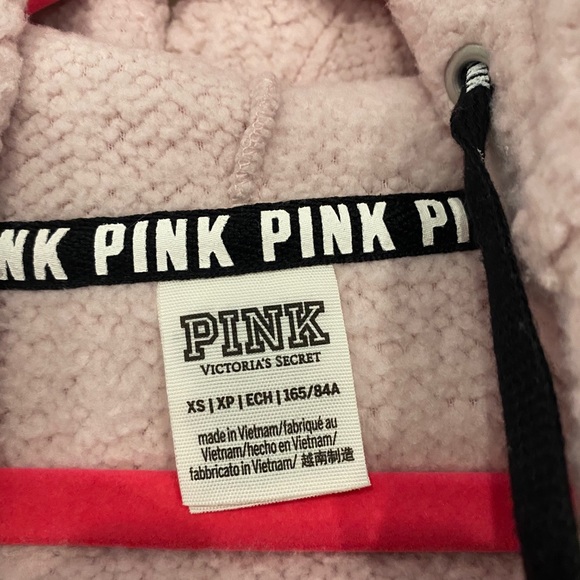 NK PINK PINK PI
PINK
VICTORIA'S SECRET
XS | XP | ECH | 165/84A
made in Vietnam/fabriqué au
Vietnam/hecho en Vietnam/
fabbricato in Vietnam/ 越南制造